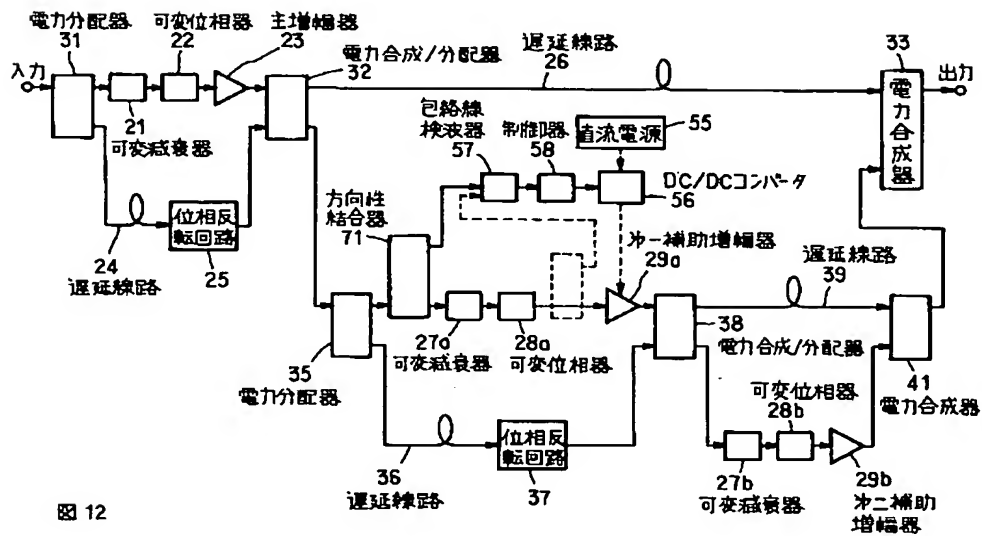 電力分配器
31
可変位相器
22
主増幅器
23
入力
21
可変減衰器
電力合成/分配器
32
遅延線路
26
33
電力合成器
出力
24
遅延線路
位相反
転回路
25
包絡線
検波器
57
制御器
58
直流電源
55
DC/DCコンバータ
56
方向性
結合器
71
第一補助増幅器
29a
27a
可変減衰器
28a
可変位相器
35
電力分配器
38
電力合成/分配器
遅延線路
39
41
電力合成器
36
遅延線路
位相反
転回路
37
可変位相器
28b
27b
可変減衰器
29b
第二補助
増幅器
図 12